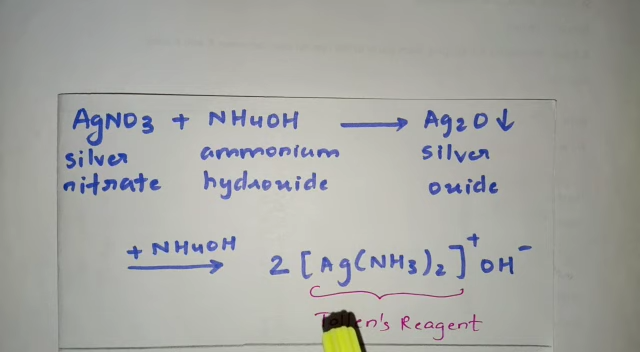 AgNO3 + NH4OH → Ag2O↓
silver ammonium silver
nitrate hydroxide oxide
+ NH4OH → 2 [Ag(NH3)2]⁺ OH⁻
Reagent